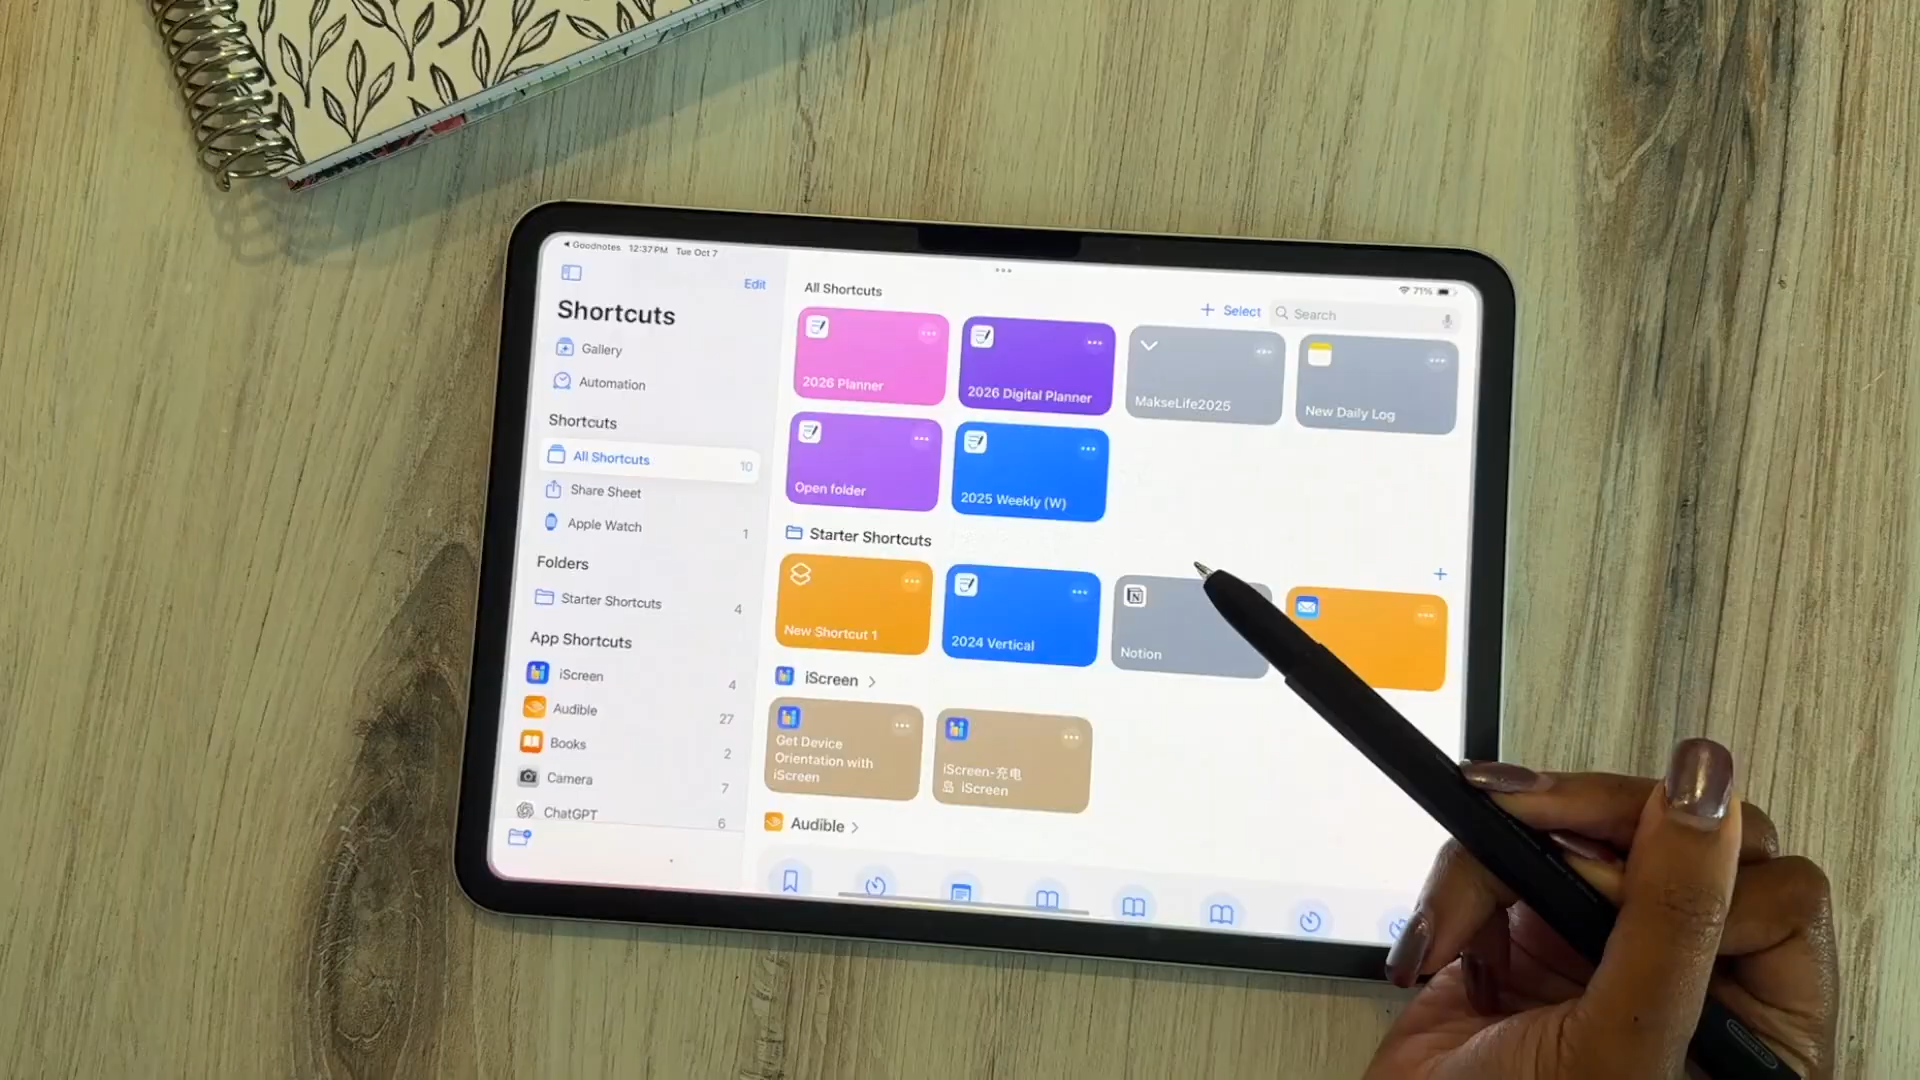 Goodnotes 12:37 PM Tue Oct 7
71%
Edit
Shortcuts
Gallery
Automation
Shortcuts
All Shortcuts 10
Share Sheet
Apple Watch 1
Folders
Starter Shortcuts 4
App Shortcuts
iScreen 4
Audible 27
Books 2
Camera 7
ChatGPT 6
All Shortcuts
Select
Search
2026 Planner
2026 Digital Planner
MakseLife2025
New Daily Log
Open folder
2025 Weekly (W)
Starter Shortcuts
New Shortcut 1
2024 Vertical
Notion
iScreen
Get Device
Orientation with
iScreen
iScreen-充电
岛 iScreen
Audible